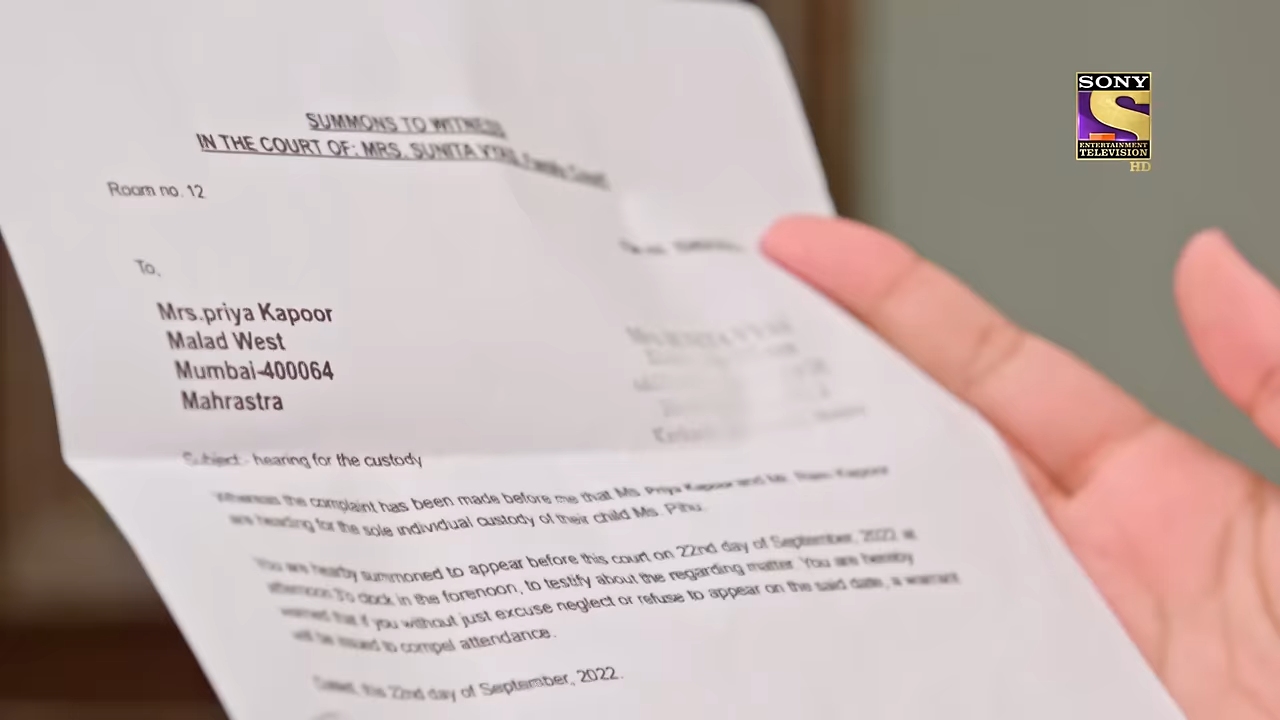 SONY
ENTERTAINMENT
TELEVISION
HD
SUMMONS TO WITNESS
IN THE COURT OF: MRS. SUNITA VYAS, Family Court
Room no. 12
To,
Mrs.priya Kapoor
Malad West
Mumbai-400064
Mahrastra
Subject:- hearing for the custody
Whereas the complaint has been made before me that Ms. Priya Kapoor and Mr. Ram Kapoor
are heading for the sole individual custody of their child Ms. Pihu.
You are hearby summoned to appear before this court on 22nd day of September, 2022 at
afternoon clock in the forenoon, to testify about the regarding matter. You are hereby
warned that if you without just excuse neglect or refuse to appear on the said date, a warrant
will be issued to compel attendance.
Dated, this 22nd day of September, 2022.